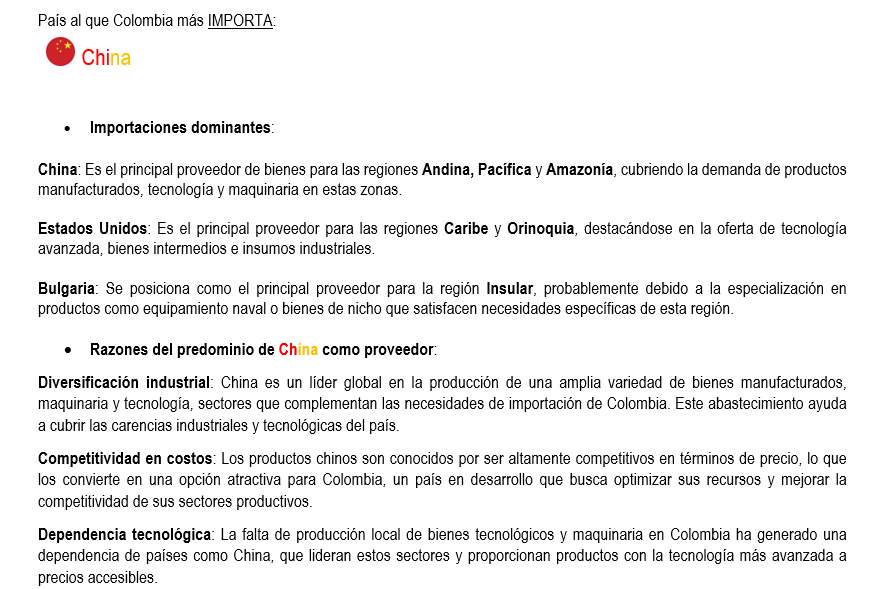 País al que Colombia más IMPORTA:
China
• Importaciones dominantes:
China: Es el principal proveedor de bienes para las regiones Andina, Pacífica y Amazonía, cubriendo la demanda de productos
manufacturados, tecnología y maquinaria en estas zonas.
Estados Unidos: Es el principal proveedor para las regiones Caribe y Orinoquia, destacándose en la oferta de tecnología
avanzada, bienes intermedios e insumos industriales.
Bulgaria: Se posiciona como el principal proveedor para la región Insular, probablemente debido a la especialización en
productos como equipamiento naval o bienes de nicho que satisfacen necesidades específicas de esta región.
• Razones del predominio de China como proveedor:
Diversificación industrial: China es un líder global en la producción de una amplia variedad de bienes manufacturados,
maquinaria y tecnología, sectores que complementan las necesidades de importación de Colombia. Este abastecimiento ayuda
a cubrir las carencias industriales y tecnológicas del país.
Competitividad en costos: Los productos chinos son conocidos por ser altamente competitivos en términos de precio, lo que
los convierte en una opción atractiva para Colombia, un país en desarrollo que busca optimizar sus recursos y mejorar la
competitividad de sus sectores productivos.
Dependencia tecnológica: La falta de producción local de bienes tecnológicos y maquinaria en Colombia ha generado una
dependencia de países como China, que lideran estos sectores y proporcionan productos con la tecnología más avanzada a
precios accesibles.